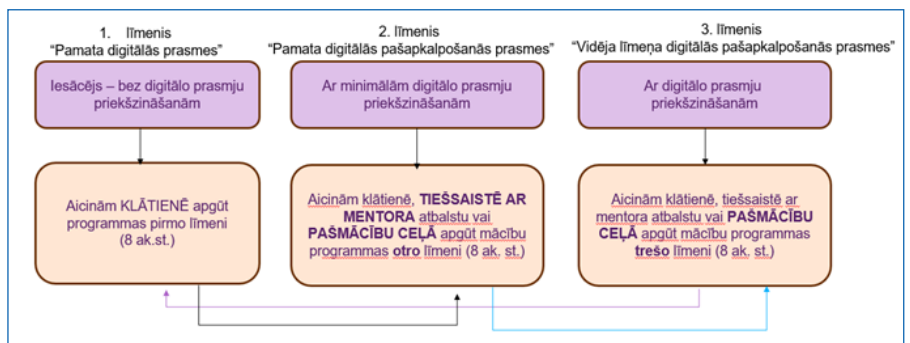 1. līmenis
“Pamata digitālās prasmes”
2. līmenis
“Pamata digitālās pašapkalpošanās prasmes”
3. līmenis
“Vidēja līmeņa digitālās pašapkalpošanās prasmes”
Iesācējs – bez digitālo prasmju
priekšzināšanām
Ar minimālām digitālo prasmju
priekšzināšanām
Ar digitālo prasmju
priekšzināšanām
Aicinām KLĀTIENĒ apgūt
programmas pirmo līmeni
(8 ak.st.)
Aicinām klātienē, TIEŠSAISTĒ AR
MENTORA atbalstu vai
PAŠMĀCĪBU CEĻĀ apgūt mācību
programmas otro līmeni (8 ak. st.)
Aicinām klātienē, tiešsaistē ar
mentora atbalstu vai PAŠMĀCĪBU
CEĻĀ apgūt mācību programmas
trešo līmeni (8 ak. st.)